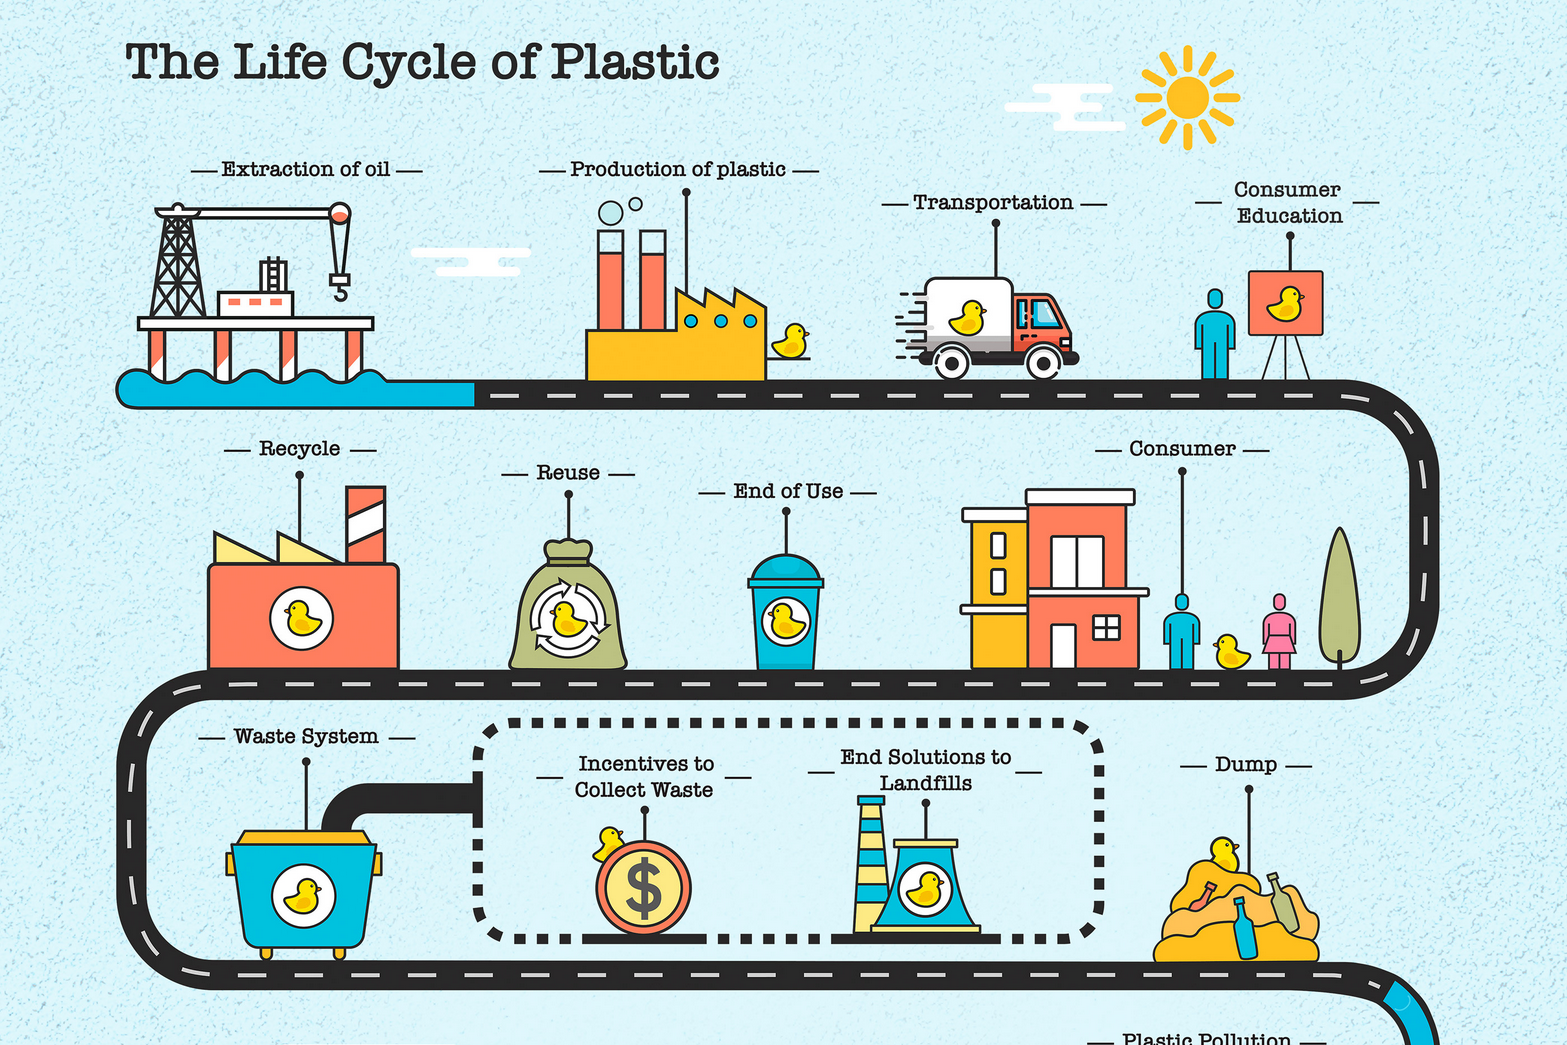 The Life Cycle of Plastic
Extraction of oil
Production of plastic
Transportation
Consumer
Education
Recycle
Reuse
End of Use
Consumer
Waste System
Incentives to
Collect Waste
$
End Solutions to
Landfills
Dump
Plastic Pollution